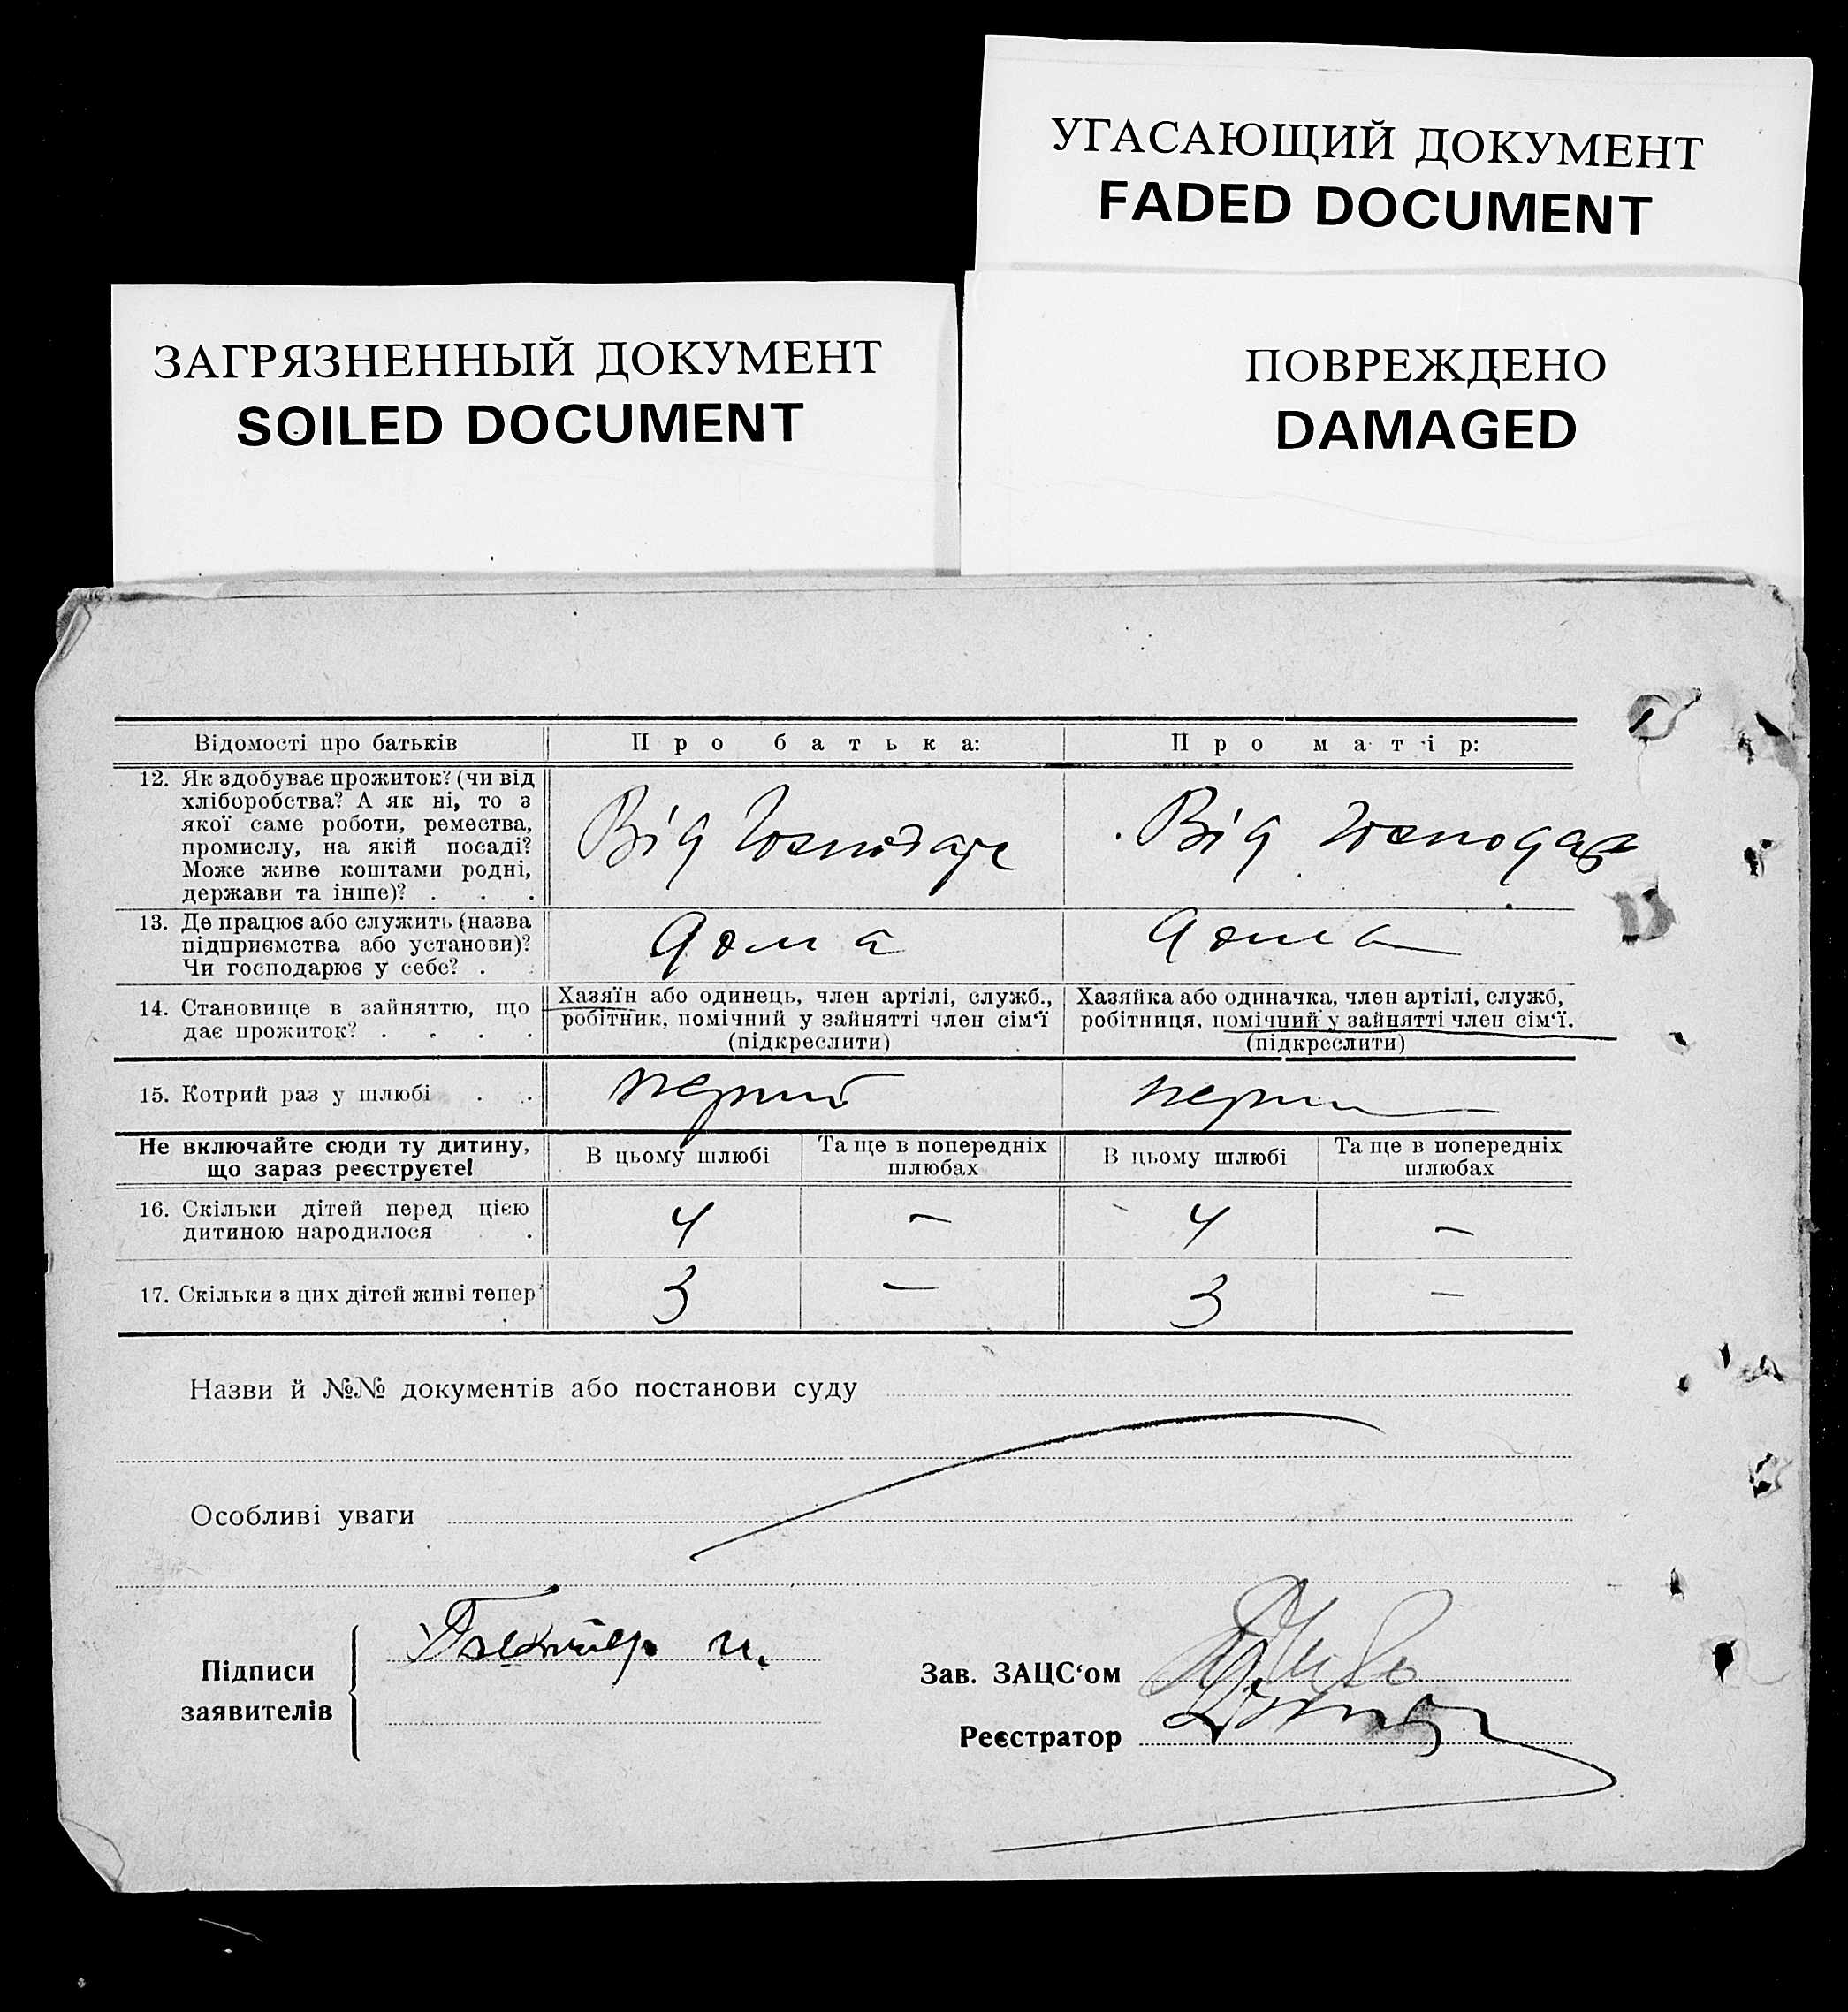 УГАСАЮЩИЙ ДОКУМЕНТ
FADED DOCUMENT
ЗАГРЯЗНЕННЫЙ ДОКУМЕНТ
SOILED DOCUMENT
ПОВРЕЖДЕНО
DAMAGED
Відомості про батьків
Про батька:
Про матір:
12. Як здобуває прожиток? (чи від
хліборобства? А як ні, то з
якої саме роботи, ремества,
промислу, на якій посаді?
Може живе коштами родні,
держави та інше)? . . .
Від
Від
13. Де працює або служить (назва
підприємства або установи)?
Чи господарює у себе? . .
дома
дома
14. Становище в зайняттю, що
дає прожиток? . . . .
Хазяїн або одинець, член артілі, служб.,
робітник, помічний у зайнятті член сім'ї
(підкреслити)
Хазяйка або одиначка, член артілі, служб,
робітниця, помічний у зайнятті член сім'ї.
(підкреслити)
15. Котрий раз у шлюбі . .
Не включайте сюди ту дитину,
що зараз реєструєте!
В цьому шлюбі
Та ще в попередніх
шлюбах
В цьому шлюбі
Та ще в попередніх
шлюбах
16. Скільки дітей перед цією
дитиною народилося .
4
—
4
—
17. Скільки з цих дітей живі тепер
3
—
3
—
Назви й №№ документів або постанови суду
Особливі уваги
Підписи
заявителів
Зав. ЗАЦС'ом
Реєстратор